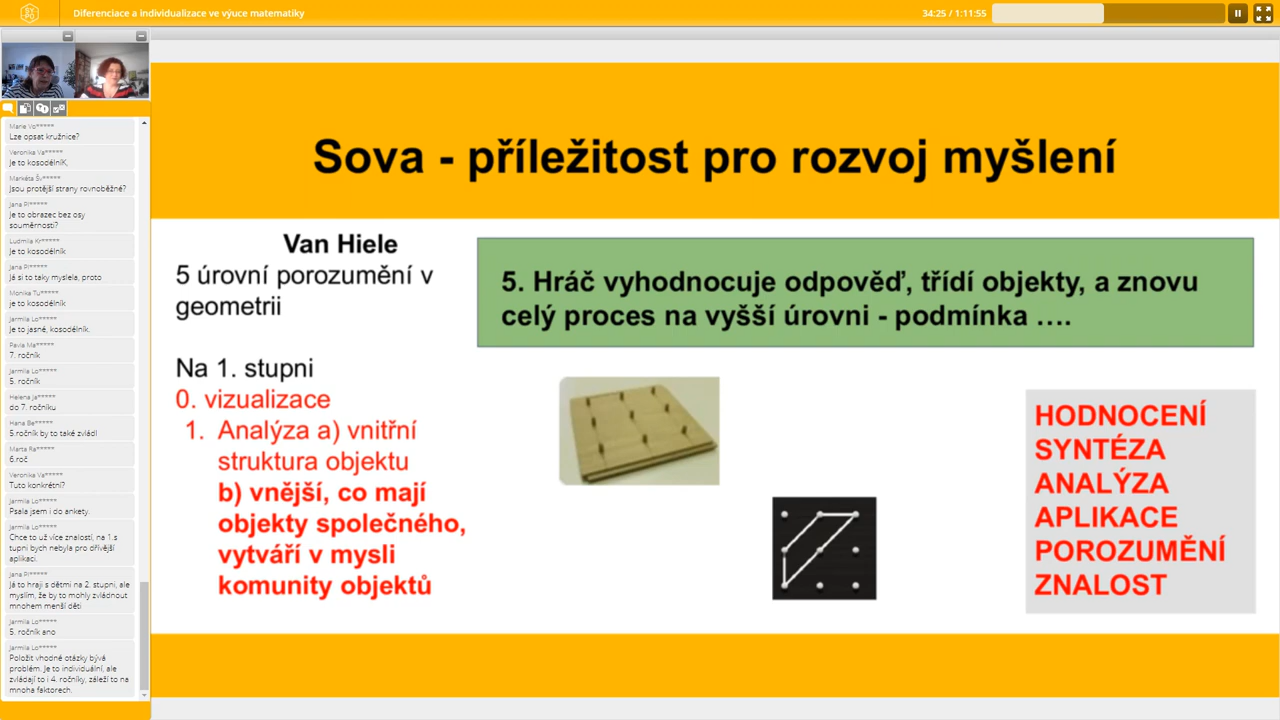 Diferenciace a individualizace ve výuce matematiky
34:25 / 1:11:55
Marie Vo*****
Lze opsat kružnice?
Veronika Va*****
Je to kosodélníK,
Markéta Šv*****
Jsou protější strany rovnoběžné?
Jana Pi*****
Je to obrazec bez osy
souměrnosti?
Ludmila Kr*****
Je to kosodélník
Jana Pi*****
Já si to taky myslela, proto
Monika Tu*****
je to kosodélník
Jarmila Lo*****
Je to jasné, kosodélník.
Pavla Ma*****
7. ročník
Jarmila Lo*****
5. ročník
Helena Ja*****
do 7. ročníku
Hana Be*****
5.ročník by to také zvládl
Marta Ra*****
6.roč
Veronika Va*****
Tuto konkrétní?
Jarmila Lo*****
Psala jsem i do ankety.
Jarmila Lo*****
Chce to už více znalostí, na 1.s
tupni bych nebyla pro dřívější
aplikaci.
Jana Pi*****
Já to hraji s dětmi na 2. stupni, ale
myslím, že by to mohly zvládnout
mnohem menší děti
Jarmila Lo*****
5. ročník ano
Jarmila Lo*****
Položit vhodné otázky bývá
problém. Je to individuální, ale
zvládají to i 4. ročníky, záleží to na
mnoha faktorech.
Sova - příležitost pro rozvoj myšlení
Van Hiele
5 úrovní porozumění v
geometrii
Na 1. stupni
0. vizualizace
1. Analýza a) vnitřní
struktura objektu
b) vnější, co mají
objekty společného,
vytváří v mysli
komunity objektů
5. Hráč vyhodnocuje odpověď, třídí objekty, a znovu
celý proces na vyšší úrovni - podmínka ….
HODNOCENÍ
SYNTÉZA
ANALÝZA
APLIKACE
POROZUMĚNÍ
ZNALOST